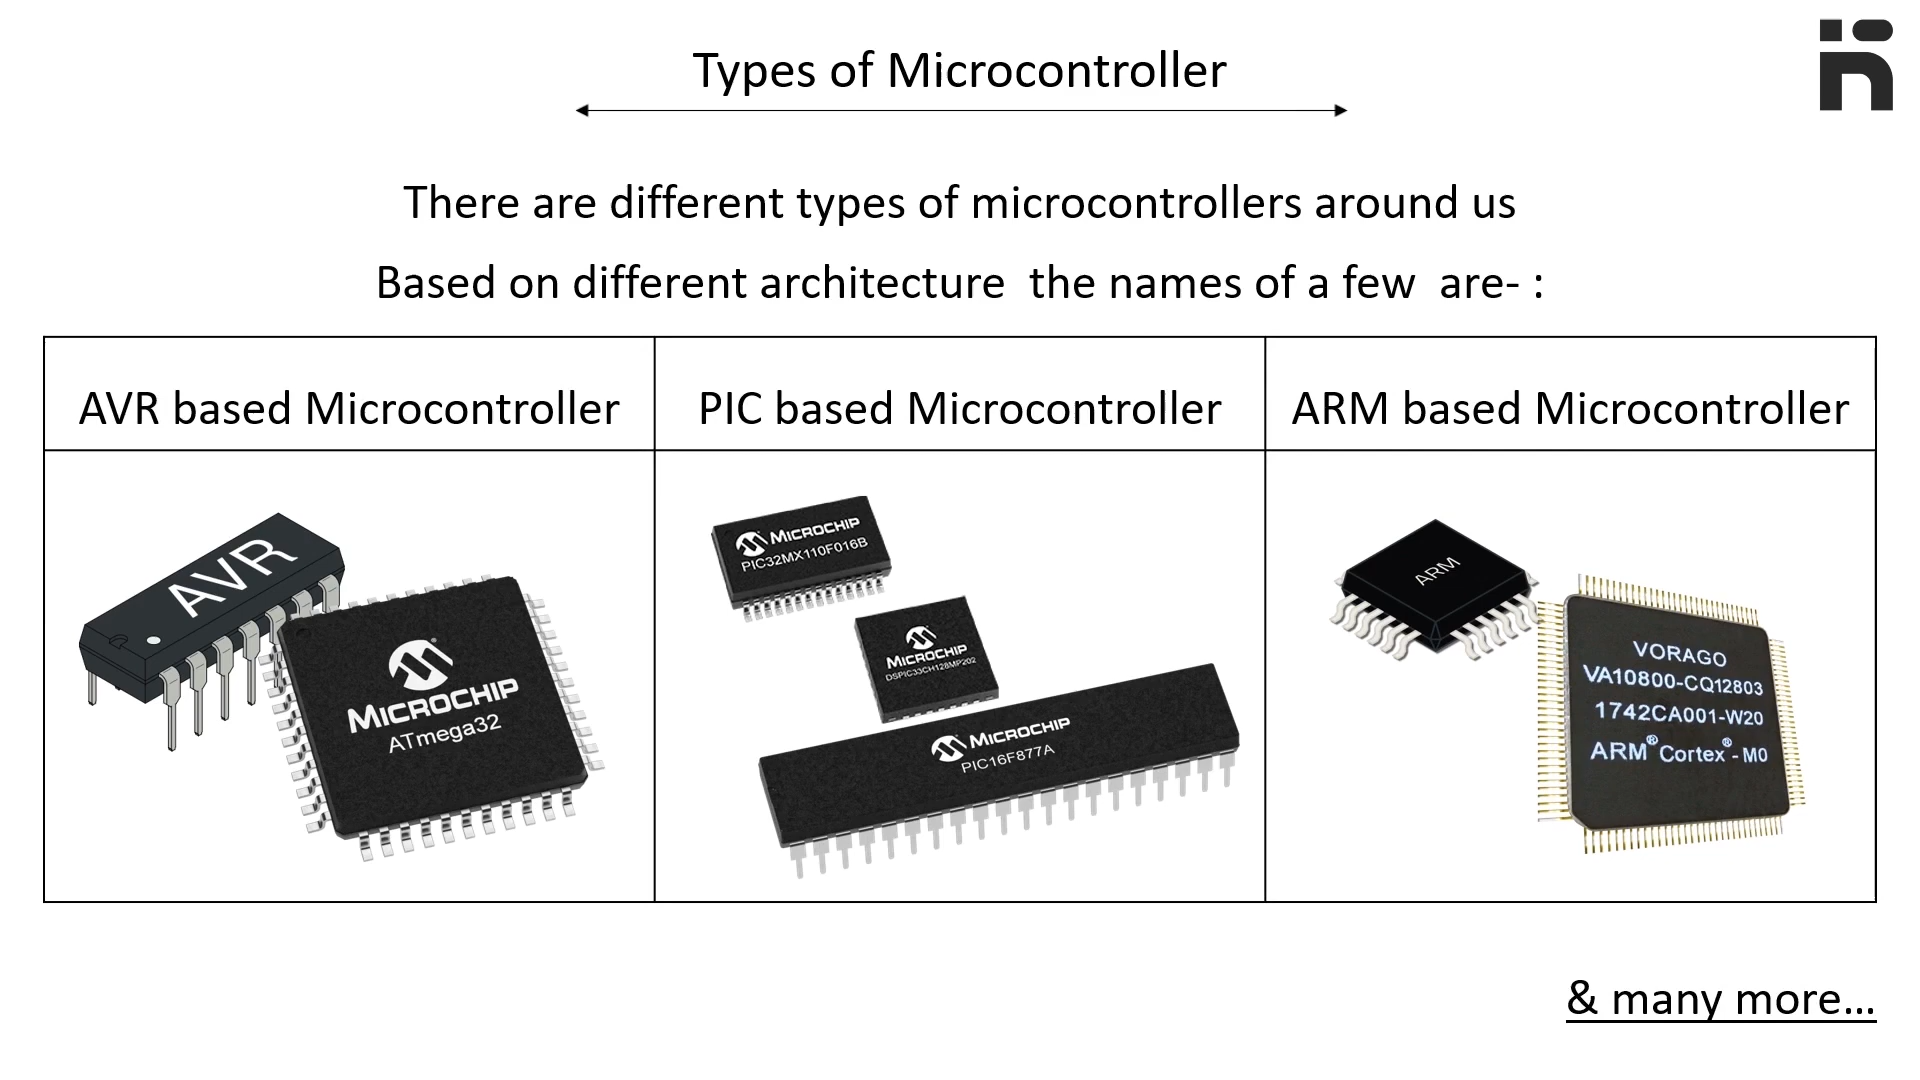 Types of Microcontroller
There are different types of microcontrollers around us
Based on different architecture  the names of a few  are- :
AVR based Microcontroller
PIC based Microcontroller
ARM based Microcontroller
AVR
MICROCHIP
ATmega32
MICROCHIP
PIC32MX110F016B
MICROCHIP
DSPIC33CH128MP202
MICROCHIP
PIC16F877A
ARM
VORAGO
VA10800-CQ12803
1742CA001-W20
ARM® Cortex® - M0
& many more...